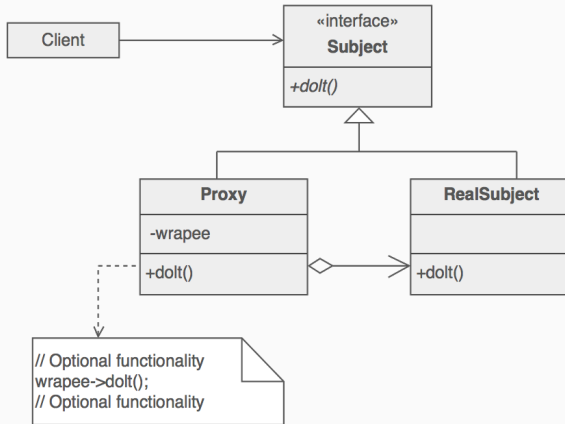 Client
«interface»
Subject
+doIt()
Proxy
-wrapee
+doIt()
RealSubject
+doIt()
// Optional functionality
wrapee->doIt();
// Optional functionality